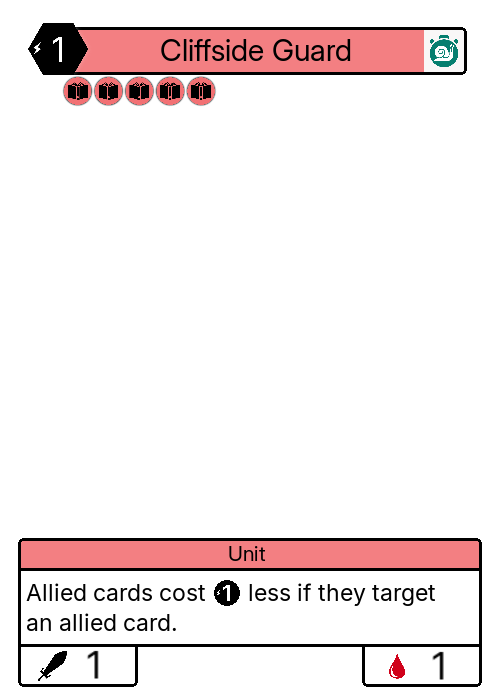 1 Cliffside Guard
Unit
Allied cards cost 1 less if they target
an allied card.
1 1